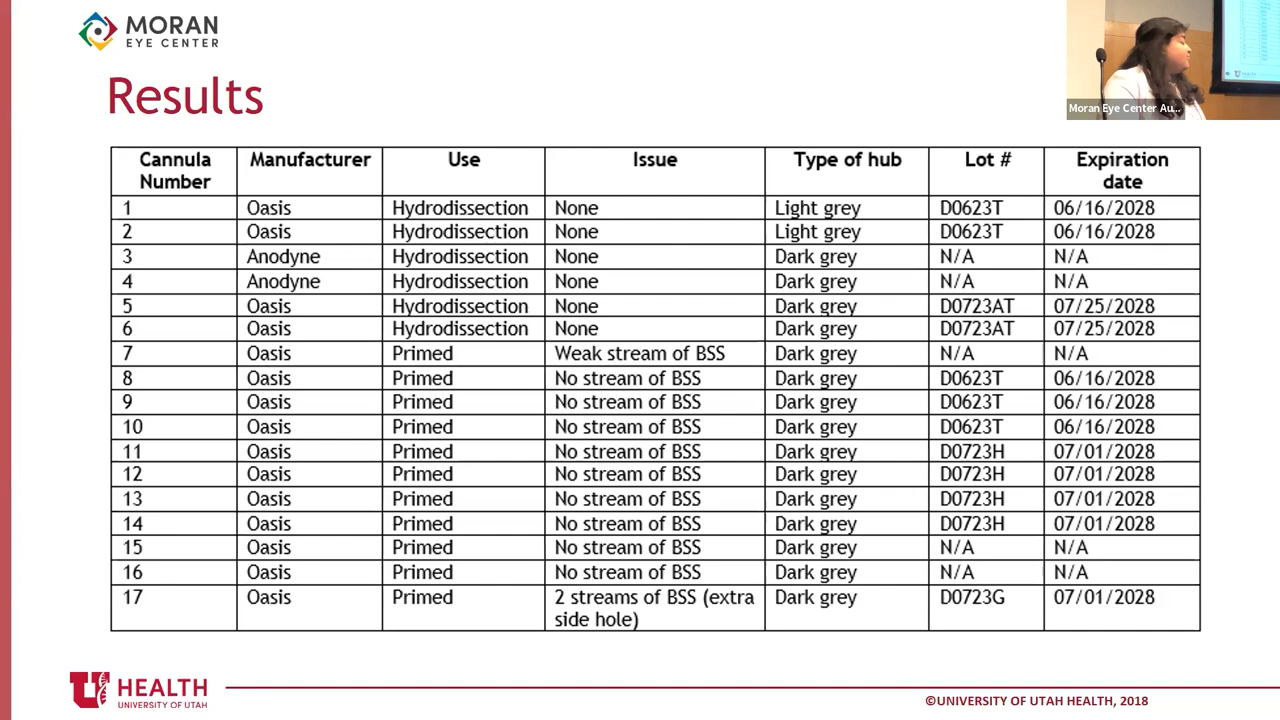 MORAN
EYE CENTER
Moran Eye Center Au...
Results
Cannula Number Manufacturer Use Issue Type of hub Lot # Expiration date
1 Oasis Hydrodissection None Light grey D0623T 06/16/2028
2 Oasis Hydrodissection None Light grey D0623T 06/16/2028
3 Anodyne Hydrodissection None Dark grey N/A N/A
4 Anodyne Hydrodissection None Dark grey N/A N/A
5 Oasis Hydrodissection None Dark grey D0723AT 07/25/2028
6 Oasis Hydrodissection None Dark grey D0723AT 07/25/2028
7 Oasis Primed Weak stream of BSS Dark grey N/A N/A
8 Oasis Primed No stream of BSS Dark grey D0623T 06/16/2028
9 Oasis Primed No stream of BSS Dark grey D0623T 06/16/2028
10 Oasis Primed No stream of BSS Dark grey D0623T 06/16/2028
11 Oasis Primed No stream of BSS Dark grey D0723H 07/01/2028
12 Oasis Primed No stream of BSS Dark grey D0723H 07/01/2028
13 Oasis Primed No stream of BSS Dark grey D0723H 07/01/2028
14 Oasis Primed No stream of BSS Dark grey D0723H 07/01/2028
15 Oasis Primed No stream of BSS Dark grey N/A N/A
16 Oasis Primed No stream of BSS Dark grey N/A N/A
17 Oasis Primed 2 streams of BSS (extra side hole) Dark grey D0723G 07/01/2028
U HEALTH
UNIVERSITY OF UTAH
©UNIVERSITY OF UTAH HEALTH, 2018